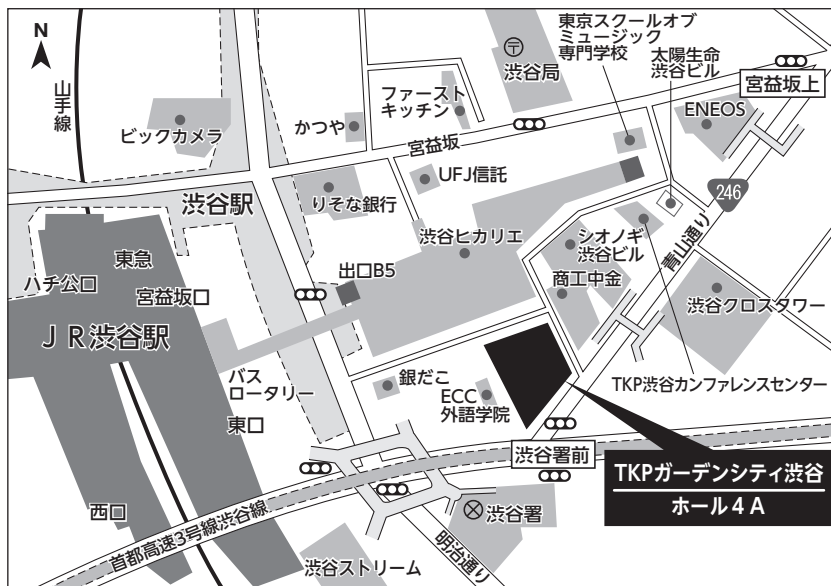 N
山手線
ビックカメラ
かつや
ファースト
キッチン
渋谷局
東京スクールオブ
ミュージック
専門学校
太陽生命
渋谷ビル
宮益坂上
ENEOS
宮益坂
UFJ信託
りそな銀行
渋谷駅
246
青山通り
渋谷ヒカリエ
シオノギ
渋谷ビル
商工中金
渋谷クロスタワー
出口B5
東急
ハチ公口
宮益坂口
JR渋谷駅
バス
ロータリー
東口
銀だこ
ECC
外語学院
TKP渋谷カンファレンスセンター
渋谷署前
TKPガーデンシティ渋谷
ホール4A
西口
首都高速3号線渋谷線
渋谷署
明治通り
渋谷ストリーム